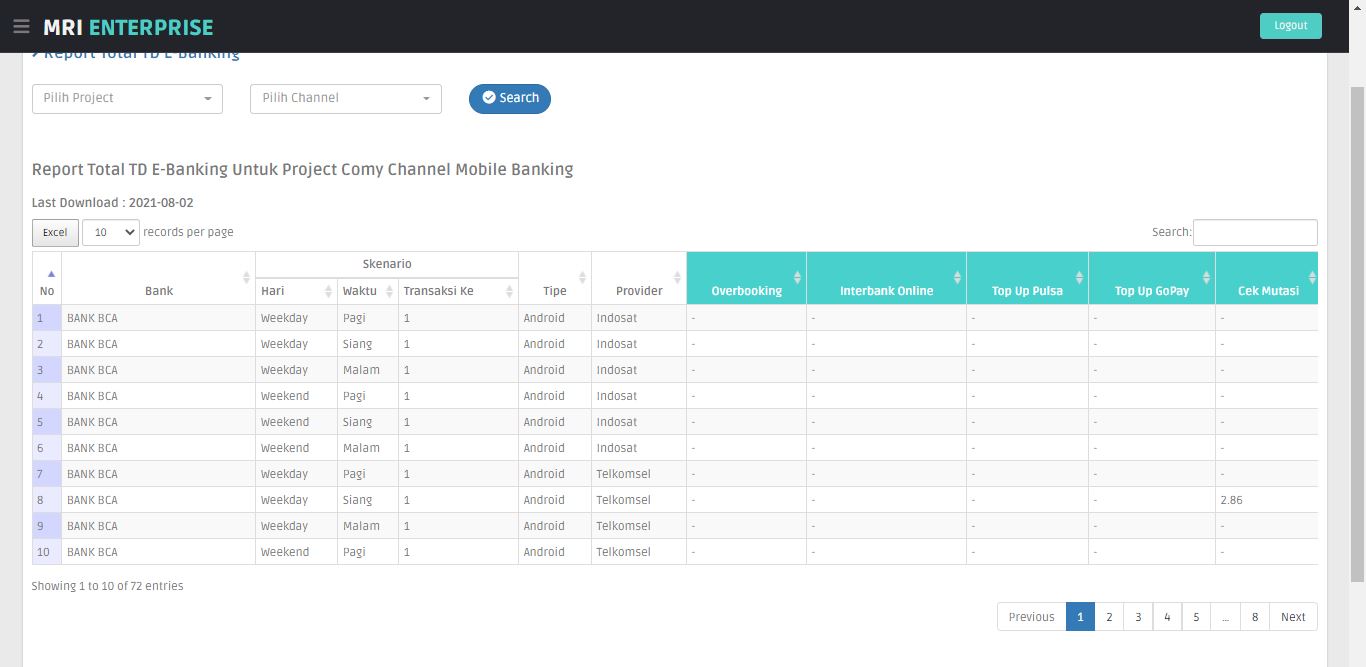 MRI ENTERPRISE
Logout
Report Total TD E-Banking
Pilih Project
Pilih Channel
Search
Report Total TD E-Banking Untuk Project Comy Channel Mobile Banking
Last Download : 2021-08-02
Excel 10 records per page Search:
Skenario
No Bank Hari Waktu Transaksi Ke Tipe Provider Overbooking Interbank Online Top Up Pulsa Top Up GoPay Cek Mutasi
1 BANK BCA Weekday Pagi 1 Android Indosat - - - - -
2 BANK BCA Weekday Siang 1 Android Indosat - - - - -
3 BANK BCA Weekday Malam 1 Android Indosat - - - - -
4 BANK BCA Weekend Pagi 1 Android Indosat - - - - -
5 BANK BCA Weekend Siang 1 Android Indosat - - - - -
6 BANK BCA Weekend Malam 1 Android Indosat - - - - -
7 BANK BCA Weekday Pagi 1 Android Telkomsel - - - - -
8 BANK BCA Weekday Siang 1 Android Telkomsel - - - - 2.86
9 BANK BCA Weekday Malam 1 Android Telkomsel - - - - -
10 BANK BCA Weekend Pagi 1 Android Telkomsel - - - - -
Showing 1 to 10 of 72 entries
Previous 1 2 3 4 5 ... 8 Next